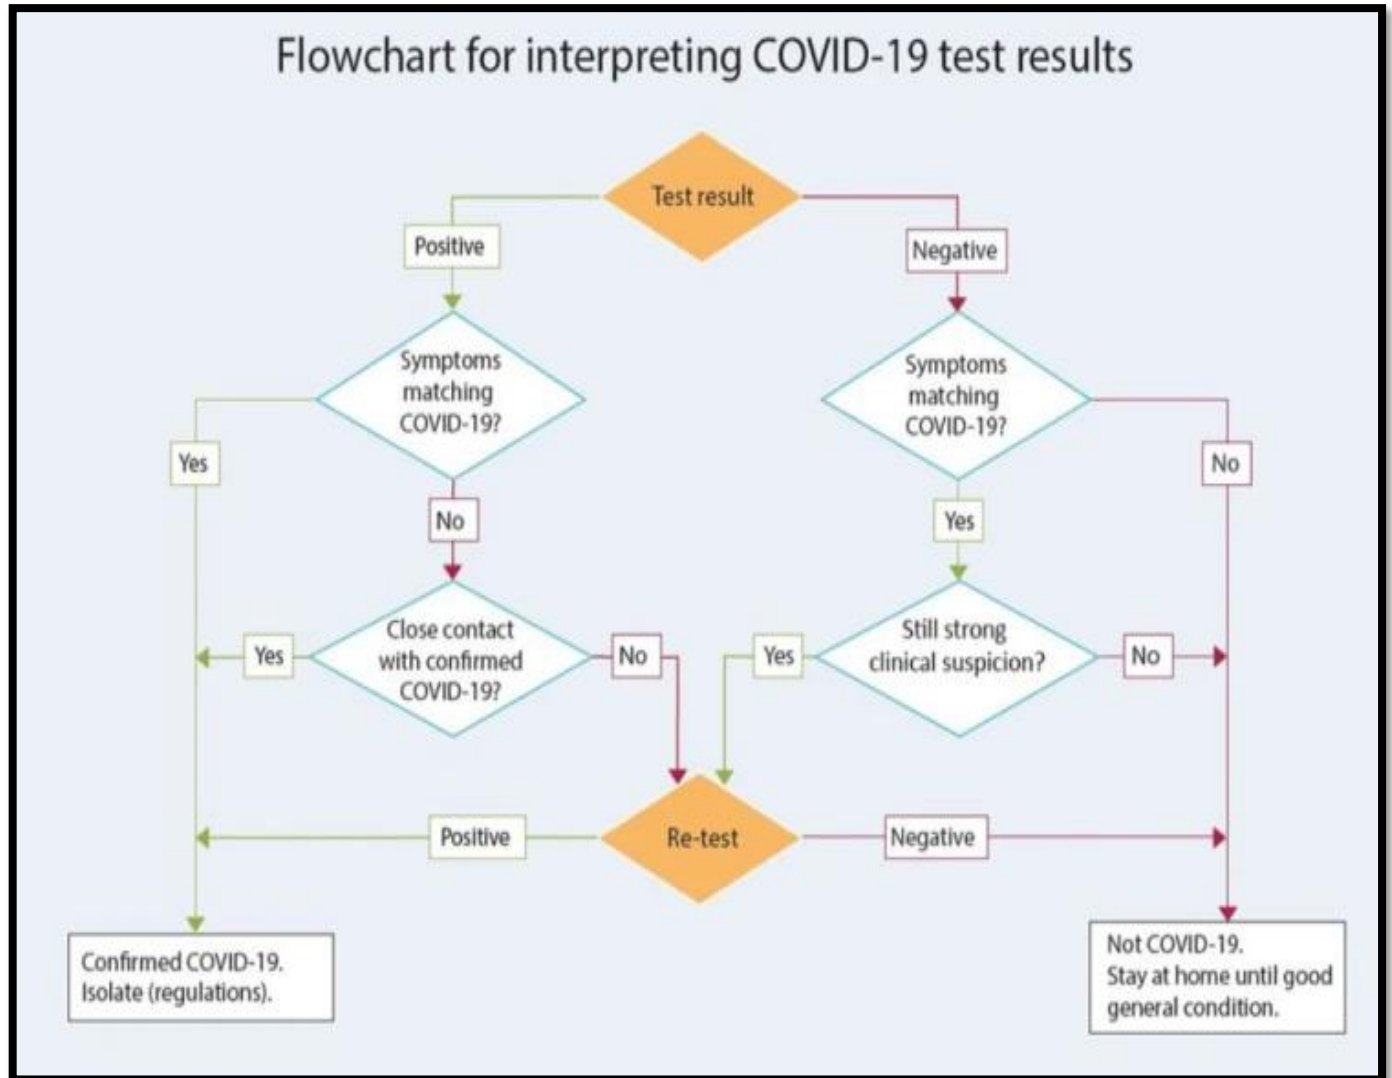 Flowchart for interpreting COVID-19 test results
Test result
Positive
Negative
Symptoms
matching
COVID-19?
Symptoms
matching
COVID-19?
Yes
No
No
Yes
Close contact
with confirmed
COVID-19?
Still strong
clinical suspicion?
Yes
No
Yes
No
Re-test
Positive
Negative
Confirmed COVID-19.
Isolate (regulations).
Not COVID-19.
Stay at home until good
general condition.